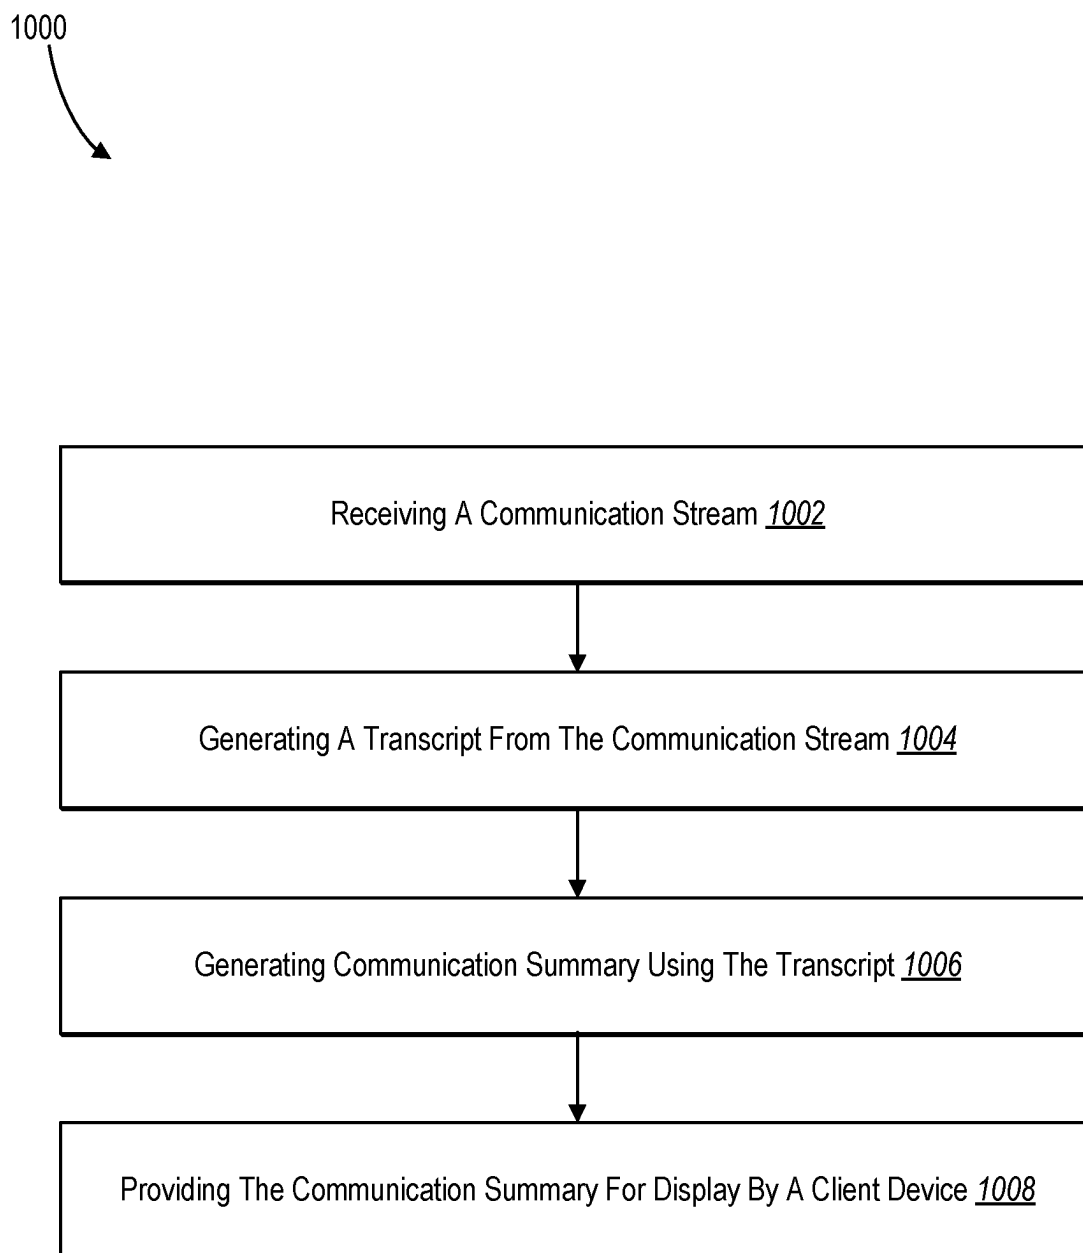 1000
Receiving A Communication Stream 1002
Generating A Transcript From The Communication Stream 1004
Generating Communication Summary Using The Transcript 1006
Providing The Communication Summary For Display By A Client Device 1008